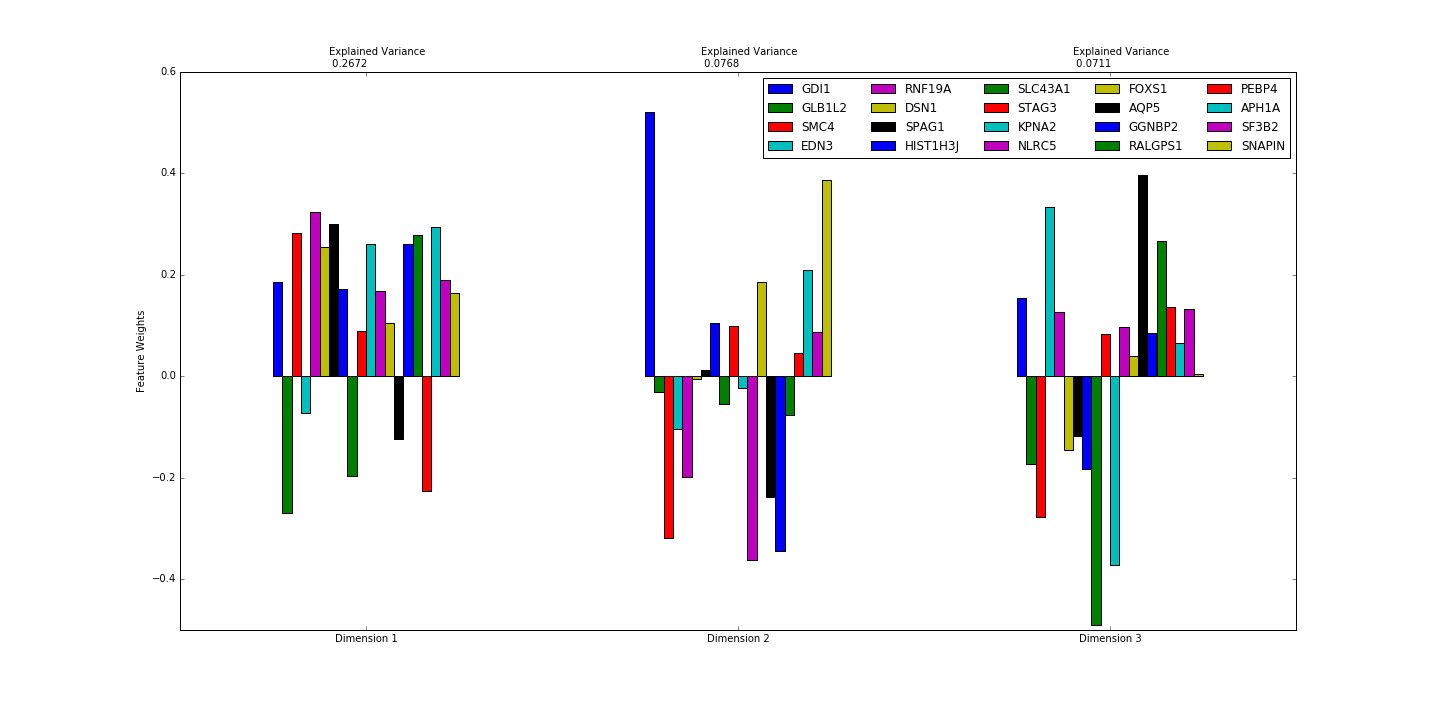 Explained Variance Explained Variance Explained Variance
0.2672 0.0768 0.0711
0.6
GDI1 RNF19A SLC43A1 FOXS1 PEBP4
GLB1L2 DSN1 STAG3 AQP5 APH1A
SMC4 SPAG1 KPNA2 GGNBP2 SF3B2
EDN3 HIST1H3J NLRC5 RALGPS1 SNAPIN
0.4
0.2
Feature Weights
0.0
−0.2
−0.4
Dimension 1 Dimension 2 Dimension 3